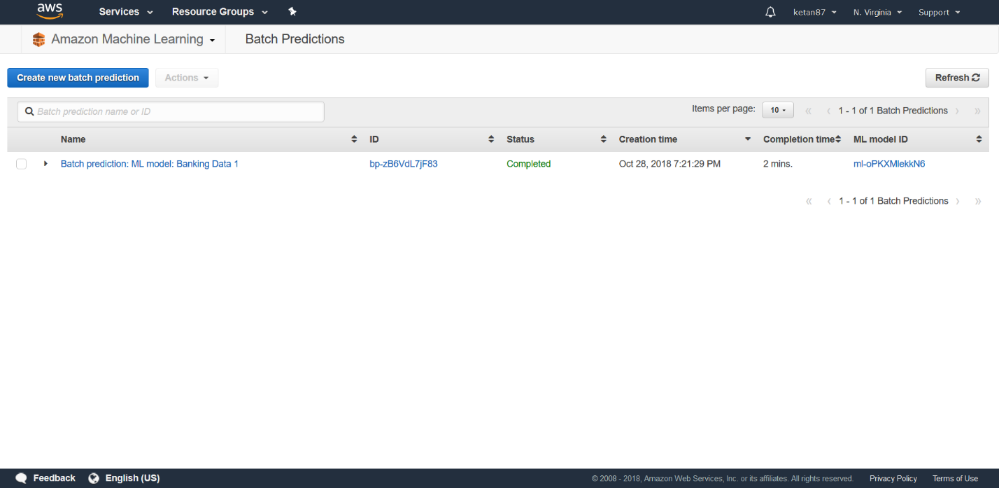 aws Services Resource Groups ketan87 N. Virginia Support
Amazon Machine Learning Batch Predictions
Create new batch prediction Actions Refresh
Batch prediction name or ID Items per page: 10 « ‹ 1 - 1 of 1 Batch Predictions › »
Name ID Status Creation time Completion time ML model ID
Batch prediction: ML model: Banking Data 1 bp-zB6VdL7jF83 Completed Oct 28, 2018 7:21:29 PM 2 mins. ml-oPKXMlekkN6
« ‹ 1 - 1 of 1 Batch Predictions › »
Feedback English (US) © 2008 - 2018, Amazon Web Services, Inc. or its affiliates. All rights reserved. Privacy Policy Terms of Use